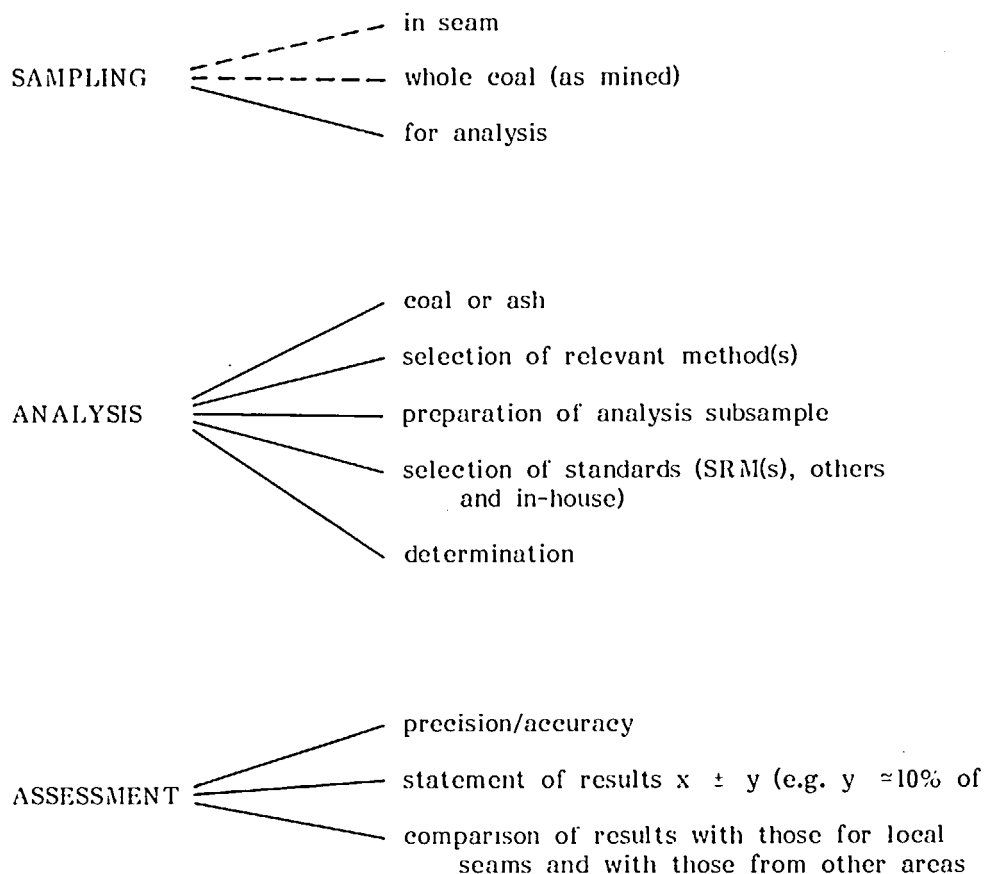 in seam
SAMPLING
whole coal (as mined)
for analysis
coal or ash
selection of relevant method(s)
ANALYSIS
preparation of analysis subsample
selection of standards (SRM(s), others
and in-house)
determination
precision/accuracy
ASSESSMENT
statement of results x ± y (e.g. y ≃10% of
comparison of results with those for local
seams and with those from other areas